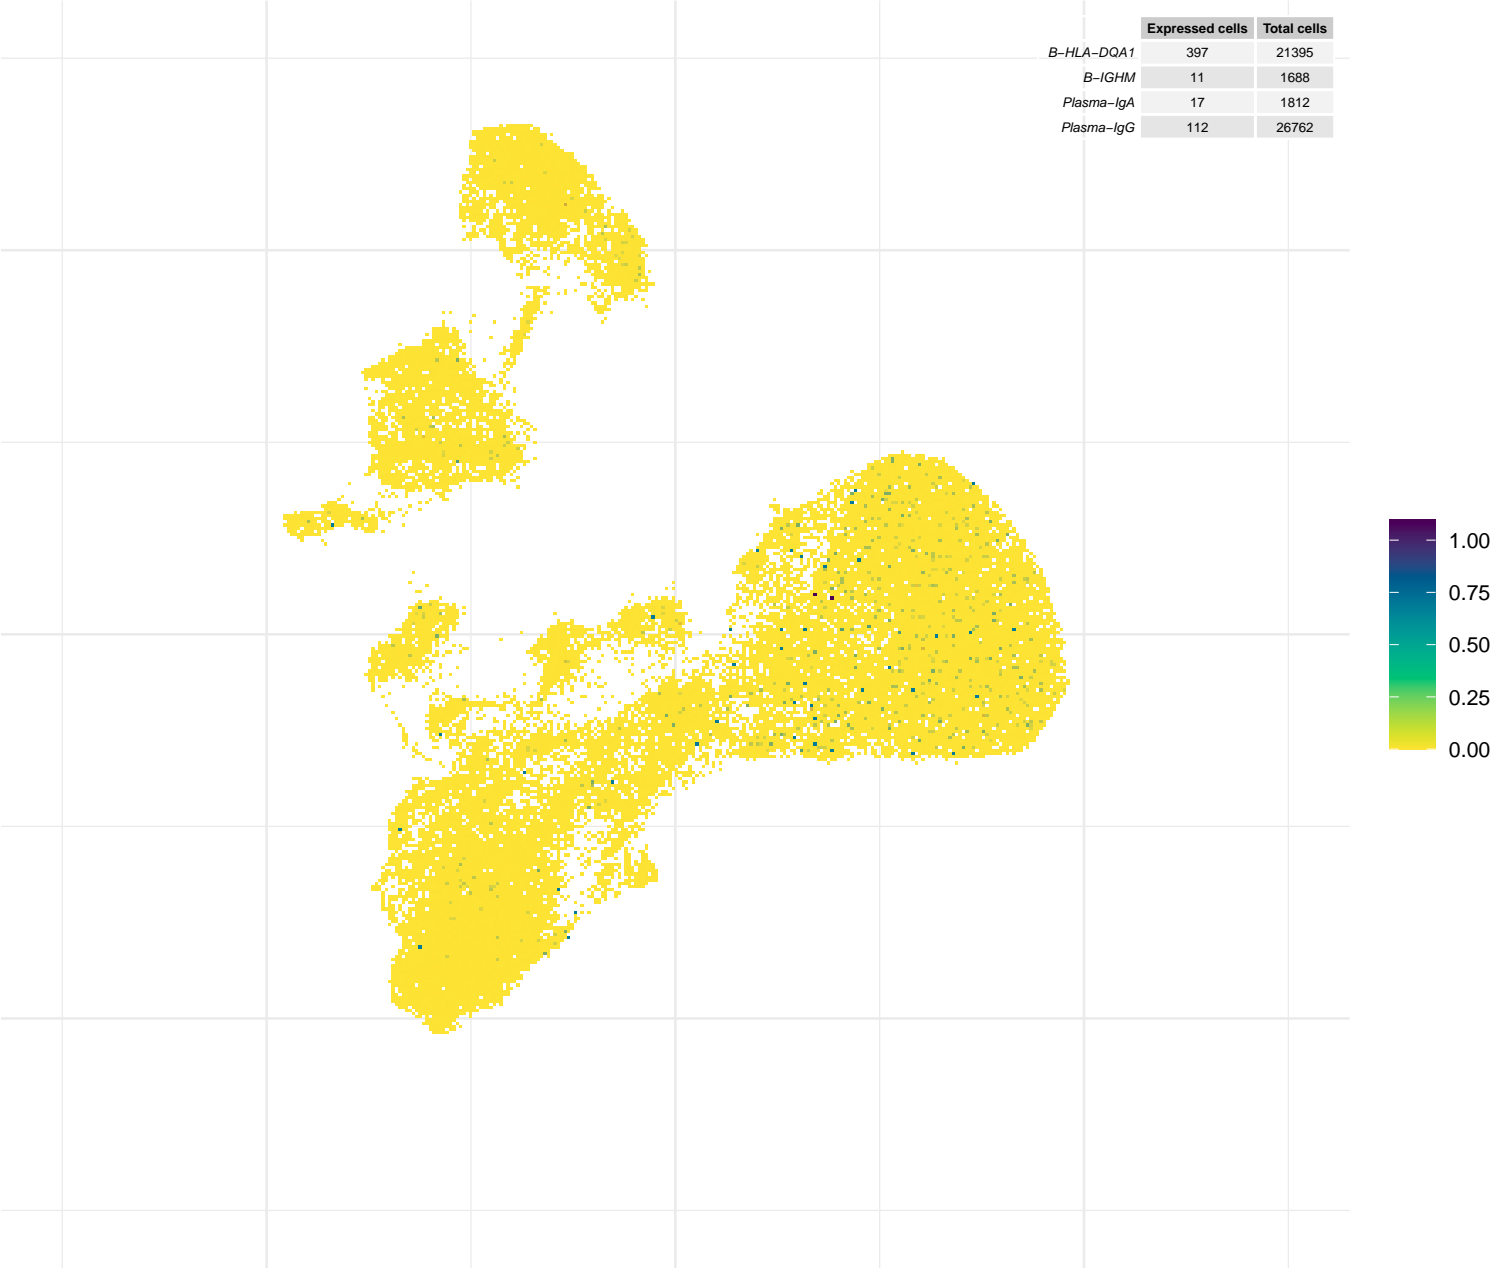 Expressed cells Total cells
B−HLA−DQA1 397 21395
B−IGHM 11 1688
Plasma−IgA 17 1812
Plasma−IgG 112 26762
1.00
0.75
0.50
0.25
0.00